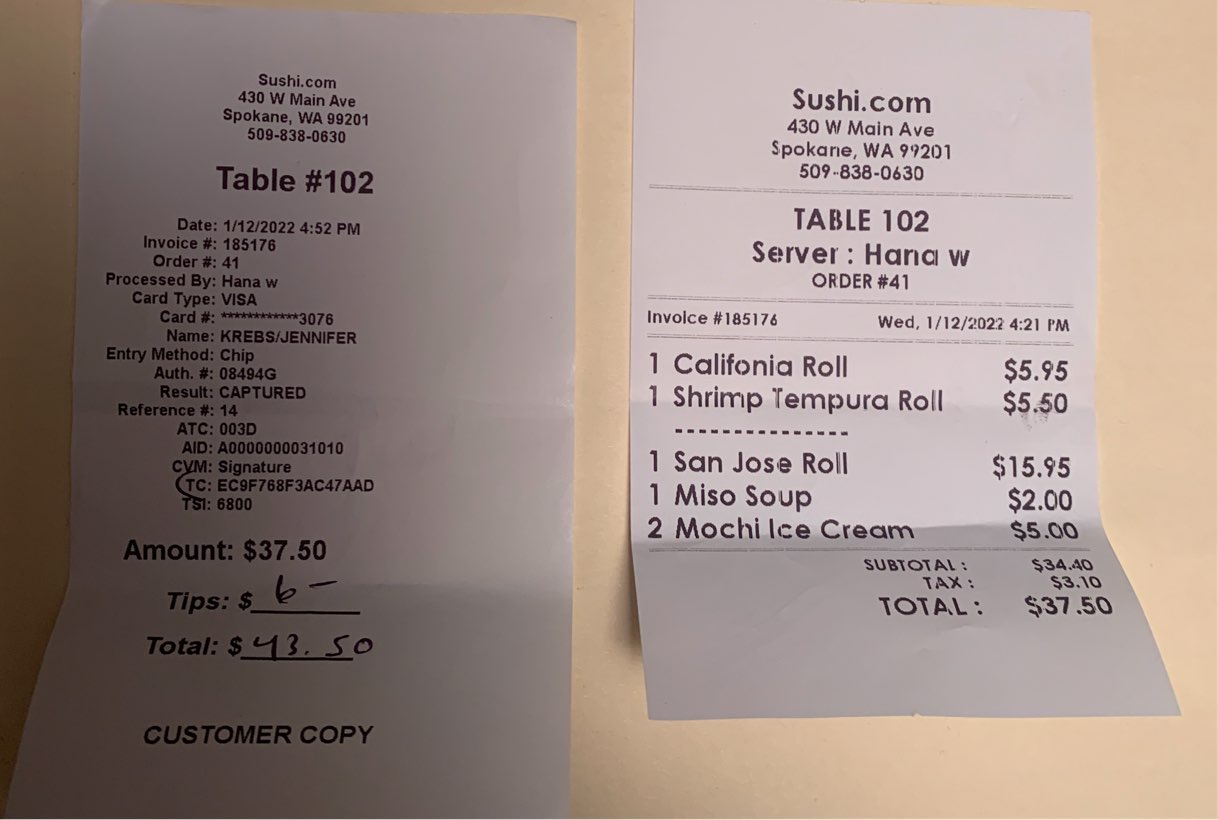 Sushi.com
430 W Main Ave
Spokane, WA 99201
509-838-0630
Table #102
Date: 1/12/2022 4:52 PM
Invoice #: 185176
Order #: 41
Processed By: Hana w
Card Type: VISA
Card #: ************3076
Name: KREBS/JENNIFER
Entry Method: Chip
Auth. #: 08494G
Result: CAPTURED
Reference #: 14
ATC: 003D
AID: A0000000031010
CVM: Signature
TC: EC9F768F3AC47AAD
TSI: 6800
Amount: $37.50
Tips: $ 6 —
Total: $ 43.50
CUSTOMER COPY
Sushi.com
430 W Main Ave
Spokane, WA 99201
509-838-0630
TABLE 102
Server : Hana w
ORDER #41
Invoice #185176 Wed, 1/12/2022 4:21 PM
1 Califonia Roll $5.95
1 Shrimp Tempura Roll $5.50
---------------
1 San Jose Roll $15.95
1 Miso Soup $2.00
2 Mochi Ice Cream $5.00
SUBTOTAL : $34.40
TAX : $3.10
TOTAL : $37.50